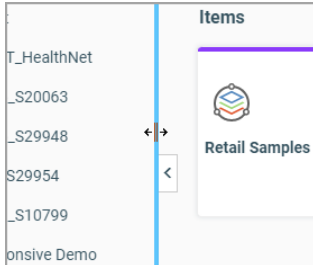 Items
T_HealthNet
_S20063
_S29948
S29954
_S10799
onsive Demo
Retail Samples